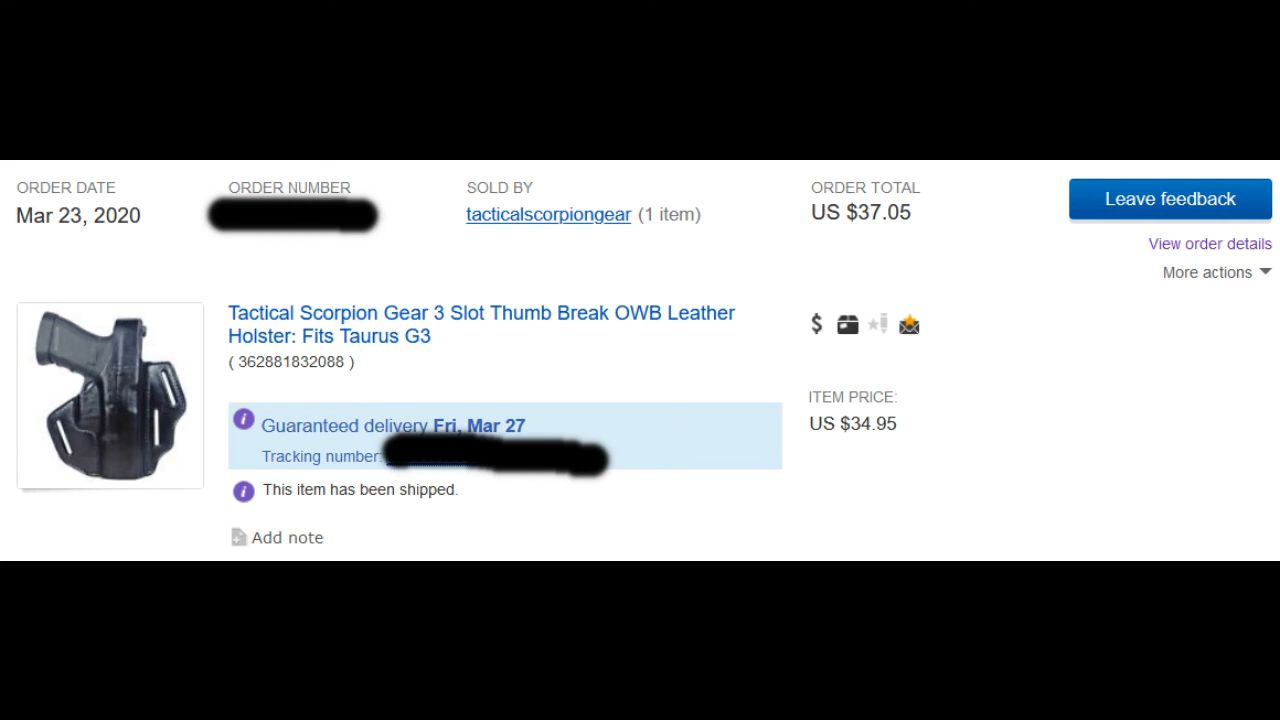 ORDER DATE
ORDER NUMBER
SOLD BY
ORDER TOTAL
Leave feedback
Mar 23, 2020
tacticalscorpiongear (1 item)
US $37.05
View order details
More actions
Tactical Scorpion Gear 3 Slot Thumb Break OWB Leather
Holster: Fits Taurus G3
( 362881832088 )
ITEM PRICE:
US $34.95
Guaranteed delivery Fri, Mar 27
Tracking number:
This item has been shipped.
Add note